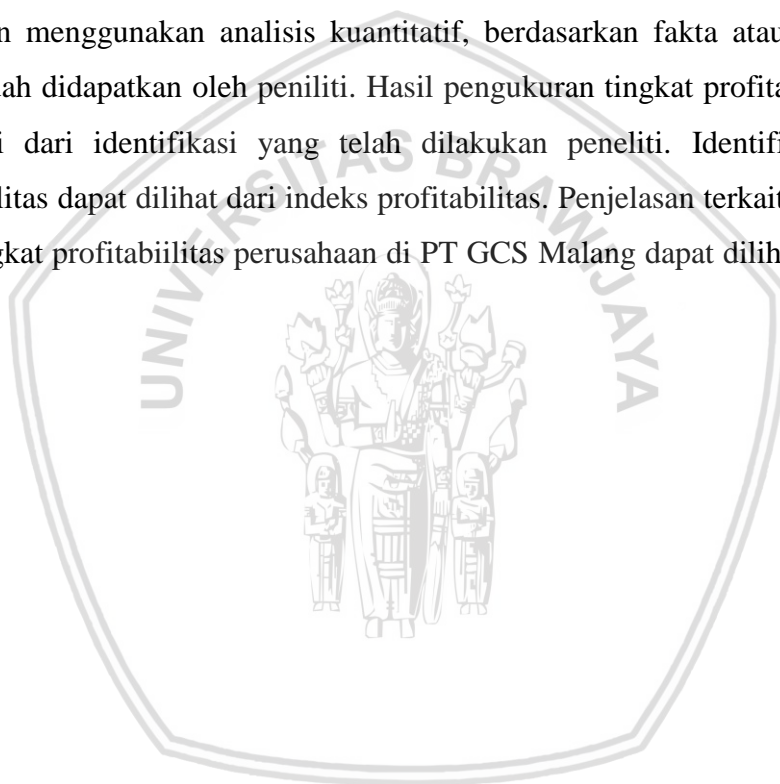 n menggunakan analisis kuantitatif, berdasarkan fakta atau
ah didapatkan oleh peniliti. Hasil pengukuran tingkat profita
i dari identifikasi yang telah dilakukan peneliti. Identifi
litas dapat dilihat dari indeks profitabilitas. Penjelasan terkait
gkat profitabiilitas perusahaan di PT GCS Malang dapat dilih
UNIVERSITAS BRAWIJAYA